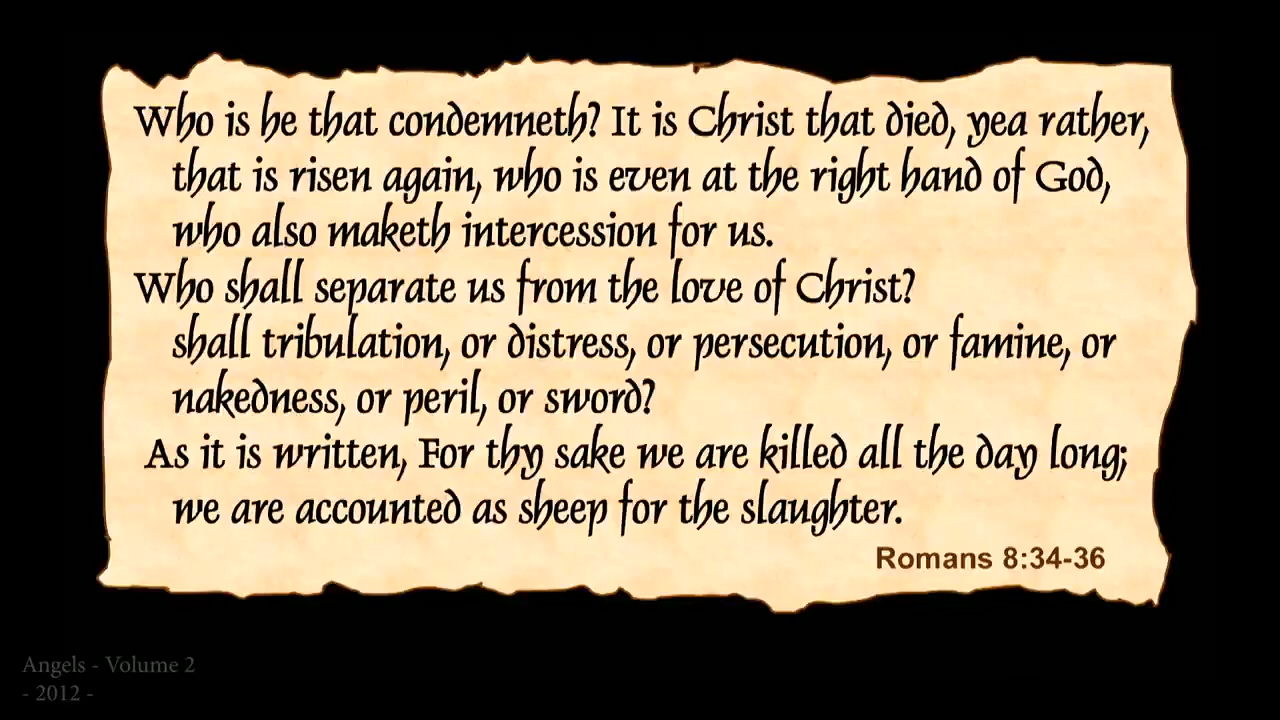 Who is he that condemneth? It is Christ that died, yea rather,
that is risen again, who is even at the right hand of God,
who also maketh intercession for us.
Who shall separate us from the love of Christ?
shall tribulation, or distress, or persecution, or famine, or
nakedness, or peril, or sword?
As it is written, For thy sake we are killed all the day long;
we are accounted as sheep for the slaughter.
Romans 8:34-36
Angels - Volume 2
- 2012 -